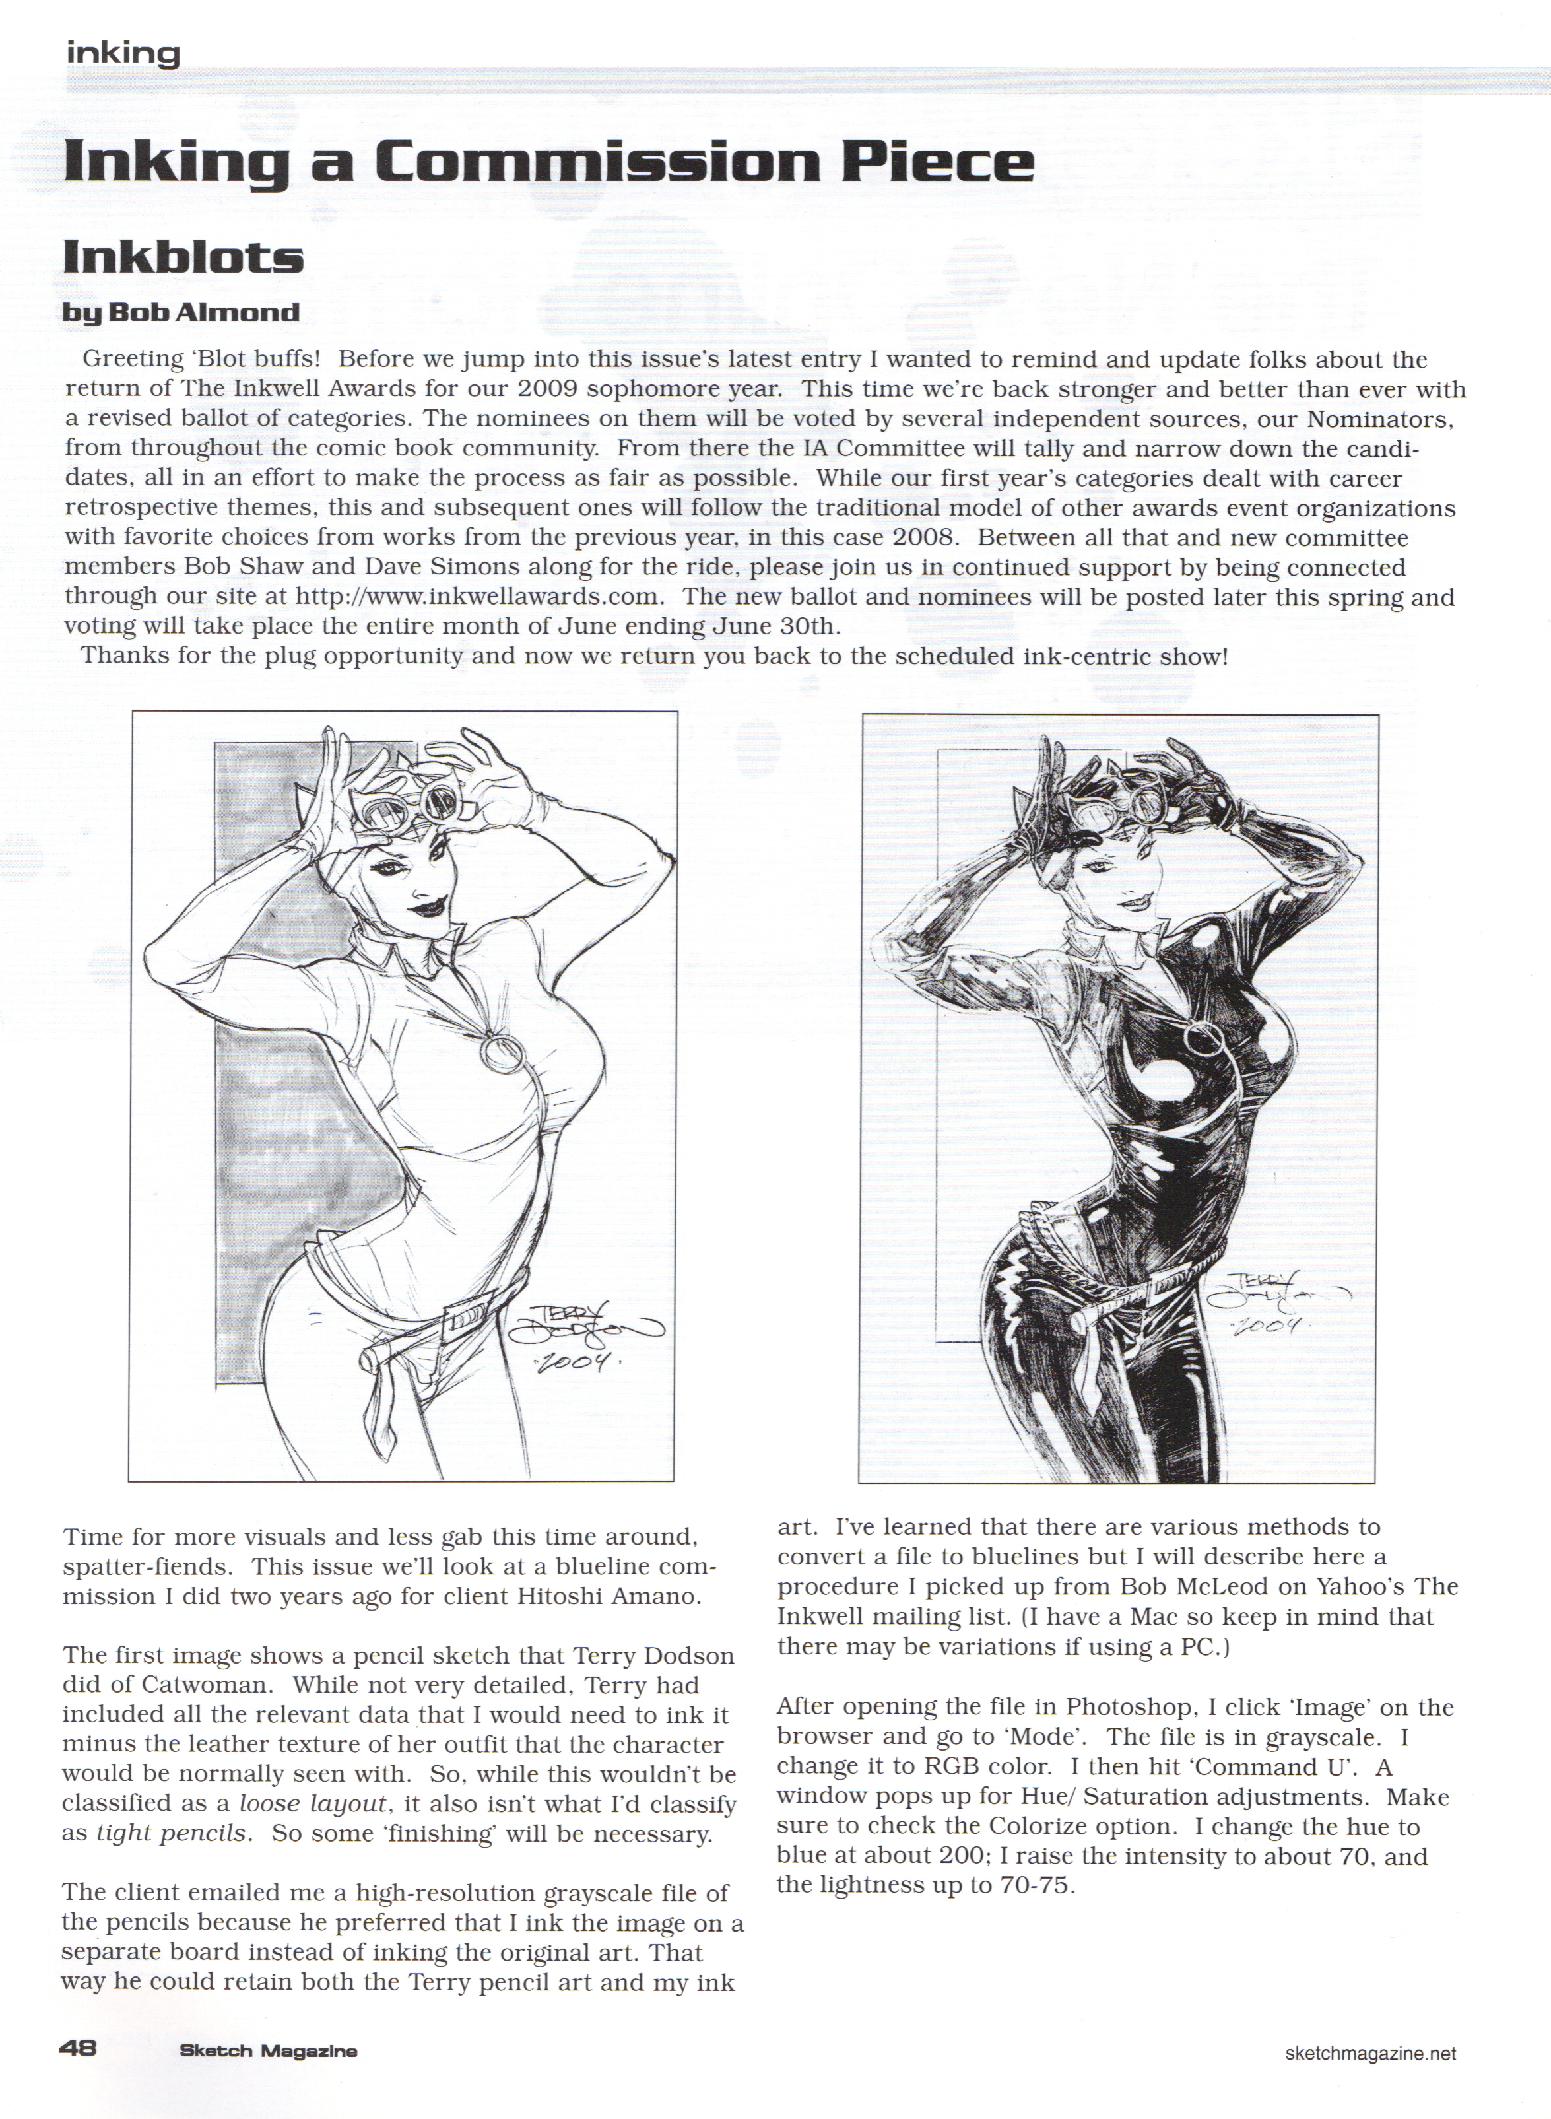 inking
Inking a Commission Piece
Inkblots
by Bob Almond
Greeting ‘Blot buffs!  Before we jump into this issue’s latest entry I wanted to remind and update folks about the
return of The Inkwell Awards for our 2009 sophomore year.  This time we’re back stronger and better than ever with
a revised ballot of categories. The nominees on them will be voted by several independent sources, our Nominators,
from throughout the comic book community.  From there the IA Committee will tally and narrow down the candi-
dates, all in an effort to make the process as fair as possible.  While our first year’s categories dealt with career
retrospective themes, this and subsequent ones will follow the traditional model of other awards event organizations
with favorite choices from works from the previous year, in this case 2008.  Between all that and new committee
members Bob Shaw and Dave Simons along for the ride, please join us in continued support by being connected
through our site at http://www.inkwellawards.com.  The new ballot and nominees will be posted later this spring and
voting will take place the entire month of June ending June 30th.
Thanks for the plug opportunity and now we return you back to the scheduled ink-centric show!
TERRY
DODSON
·2004·
TERRY
DODSON
·2004·
Time for more visuals and less gab this time around,
spatter-fiends.  This issue we’ll look at a blueline com-
mission I did two years ago for client Hitoshi Amano.
The first image shows a pencil sketch that Terry Dodson
did of Catwoman.  While not very detailed, Terry had
included all the relevant data that I would need to ink it
minus the leather texture of her outfit that the character
would be normally seen with.  So, while this wouldn’t be
classified as a loose layout, it also isn’t what I’d classify
as tight pencils.  So some ‘finishing’ will be necessary.
The client emailed me a high-resolution grayscale file of
the pencils because he preferred that I ink the image on a
separate board instead of inking the original art. That
way he could retain both the Terry pencil art and my ink
art.  I’ve learned that there are various methods to
convert a file to bluelines but I will describe here a
procedure I picked up from Bob McLeod on Yahoo’s The
Inkwell mailing list. (I have a Mac so keep in mind that
there may be variations if using a PC.)
After opening the file in Photoshop, I click ‘Image’ on the
browser and go to ‘Mode’.  The file is in grayscale.  I
change it to RGB color.  I then hit ‘Command U’.  A
window pops up for Hue/ Saturation adjustments.  Make
sure to check the Colorize option.  I change the hue to
blue at about 200; I raise the intensity to about 70, and
the lightness up to 70-75.
48 Sketch Magazine sketchmagazine.net